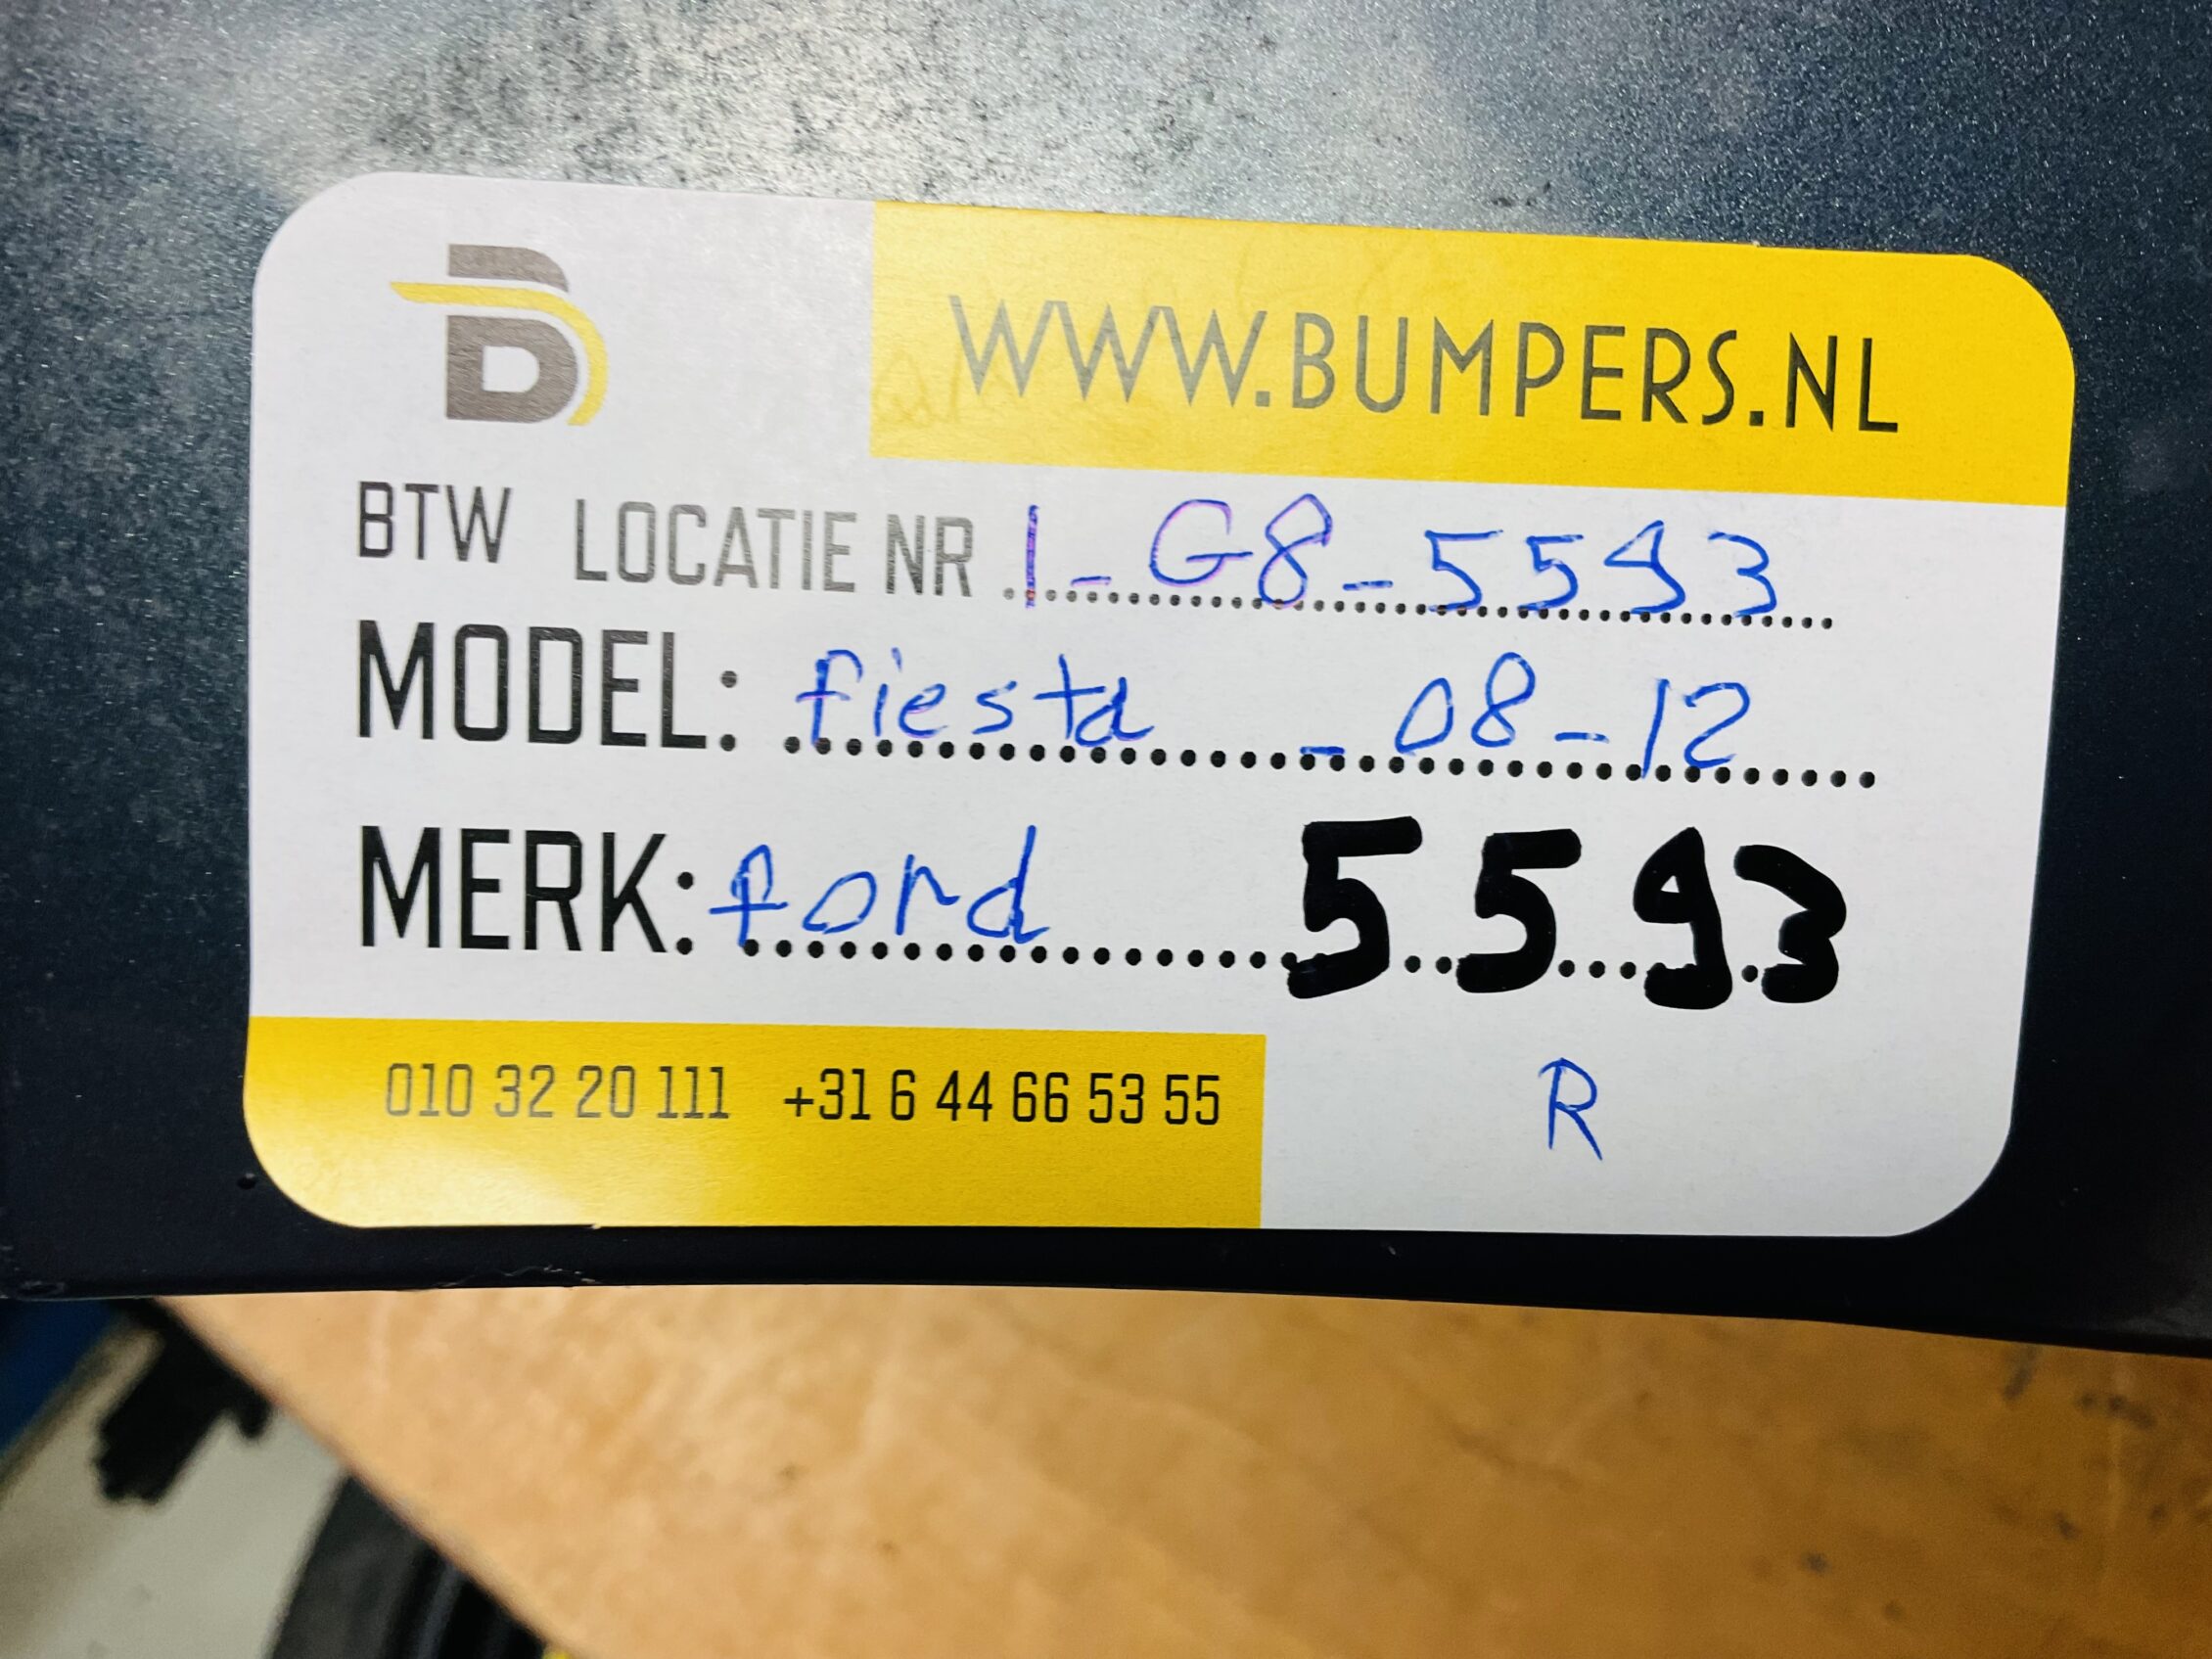 B
WWW.BUMPERS.NL
BTW LOCATIE NR 1-G8-5593
MODEL: fiesta - 08-12
MERK: ford 5593
010 32 20 111 +31 6 44 66 53 55
R